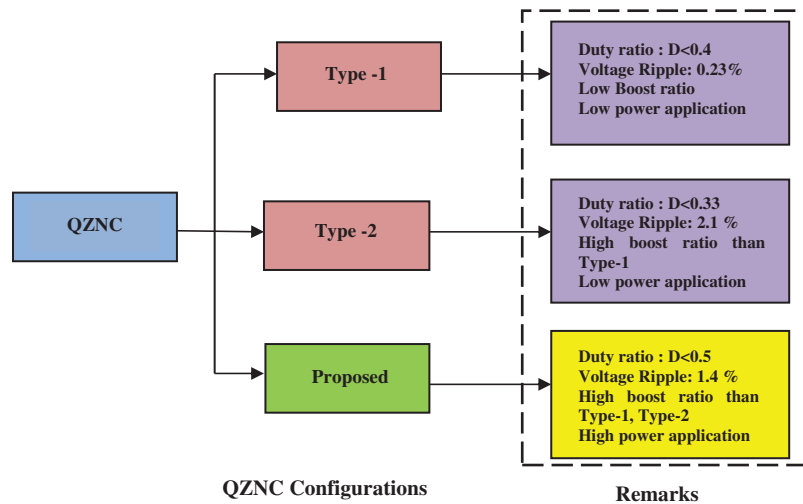 QZNC
Type -1
Duty ratio : D<0.4
Voltage Ripple: 0.23%
Low Boost ratio
Low power application
Type -2
Duty ratio : D<0.33
Voltage Ripple: 2.1 %
High boost ratio than
Type-1
Low power application
Proposed
Duty ratio : D<0.5
Voltage Ripple: 1.4 %
High boost ratio than
Type-1, Type-2
High power application
QZNC Configurations
Remarks